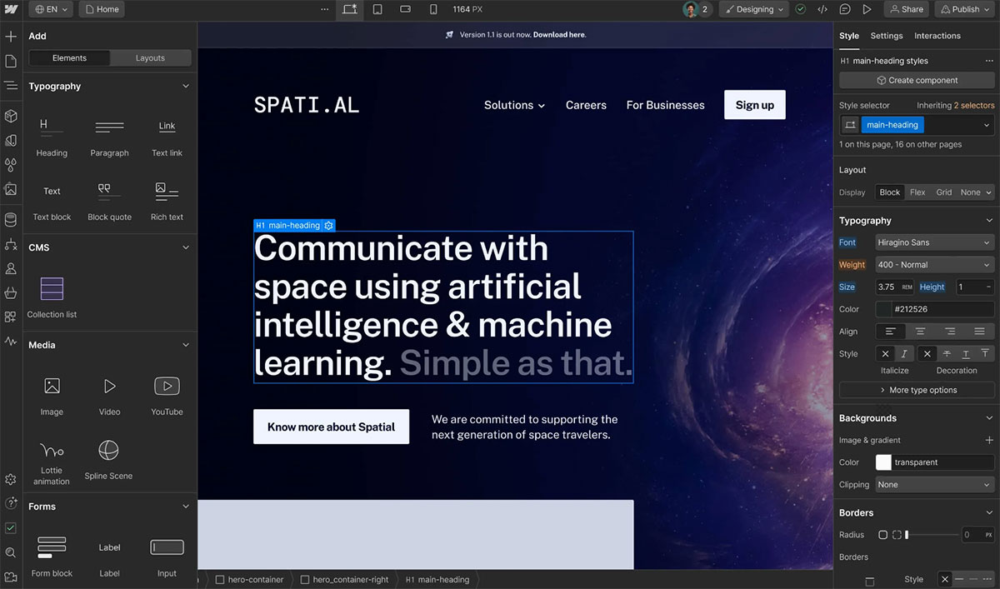 EN
Home
1164 PX
2
Designing
Share
Publish
Add
Elements Layouts
Typography
H
Link
Heading Paragraph Text link
Text
Text block Block quote Rich text
CMS
Collection list
Media
Image Video YouTube
Lottie
animation
Spline Scene
Forms
Label
Form block Label Input
Version 1.1 is out now. Download here.
SPATI.AL
Solutions Careers For Businesses Sign up
H1 main-heading
Communicate with
space using artificial
intelligence & machine
learning. Simple as that.
Know more about Spatial
We are committed to supporting the
next generation of space travelers.
hero-container hero_container-right H1 main-heading
Style Settings Interactions
H1 main-heading styles
Create component
Style selector Inheriting 2 selectors
main-heading
1 on this page, 16 on other pages
Layout
Display Block Flex Grid None
Typography
Font Hiragino Sans
Weight 400 - Normal
Size 3.75 REM Height 1 –
Color #212526
Align
Style
Italicize Decoration
More type options
Backgrounds
Image & gradient
Color transparent
Clipping None
Borders
Radius 0 PX
Borders
Style